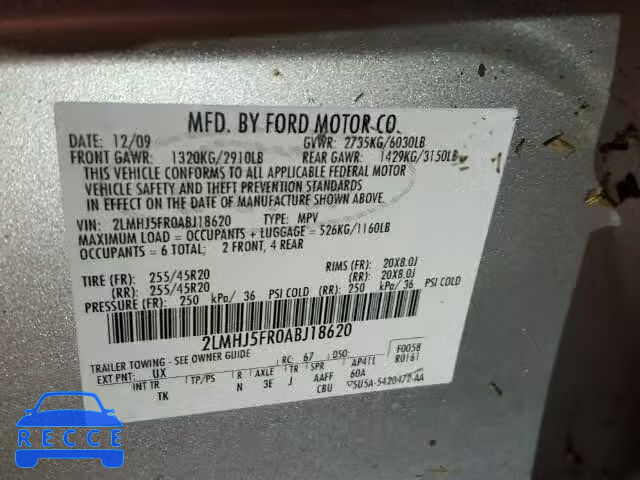 MFD. BY FORD MOTOR CO.
DATE: 12/09 GVWR: 2735KG/6030LB
FRONT GAWR: 1320KG/2910LB REAR GAWR: 1429KG/3150LB
THIS VEHICLE CONFORMS TO ALL APPLICABLE FEDERAL MOTOR
VEHICLE SAFETY AND THEFT PREVENTION STANDARDS
IN EFFECT ON THE DATE OF MANUFACTURE SHOWN ABOVE.
VIN: 2LMHJ5FR0ABJ18620 TYPE: MPV
MAXIMUM LOAD = OCCUPANTS + LUGGAGE = 526KG/1160LB
OCCUPANTS = 6 TOTAL; 2 FRONT, 4 REAR
TIRE (FR): 255/45R20 RIMS (FR): 20X8.0J
(RR): 255/45R20 (RR): 20X8.0J
PRESSURE (FR): 250 kPa/ 36 PSI COLD (RR): 250 kPa/ 36 PSI COLD
2LMHJ5FR0ABJ18620
TRAILER TOWING - SEE OWNER GUIDE RC: 67 DSO: F0058
EXT PNT: UX AP4TL R0161
INT TR TP/PS R AXLE TR SPR 60A
TK N 3E J AAFF
CBU 5U5A-5420472-AA
RECCE